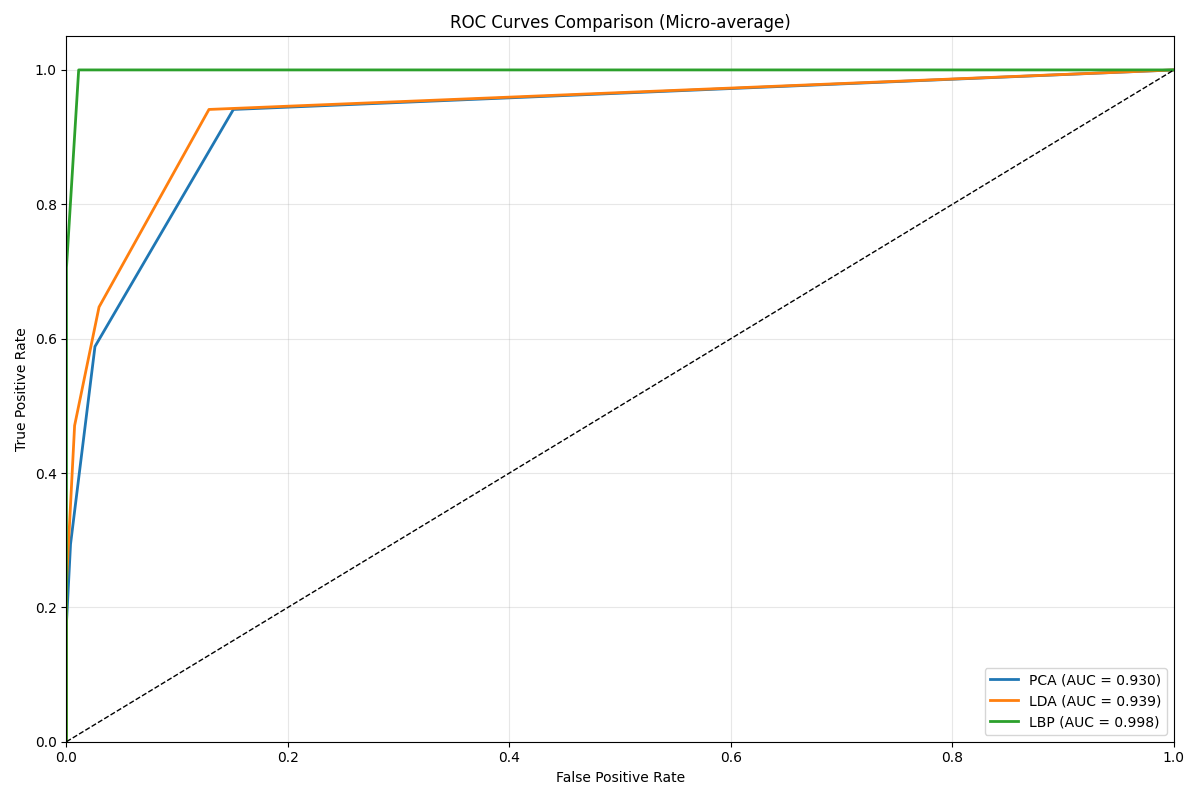 ROC Curves Comparison (Micro-average)
True Positive Rate
1.0
0.8
0.6
0.4
0.2
0.0
0.0 0.2 0.4 0.6 0.8 1.0
False Positive Rate
PCA (AUC = 0.930)
LDA (AUC = 0.939)
LBP (AUC = 0.998)